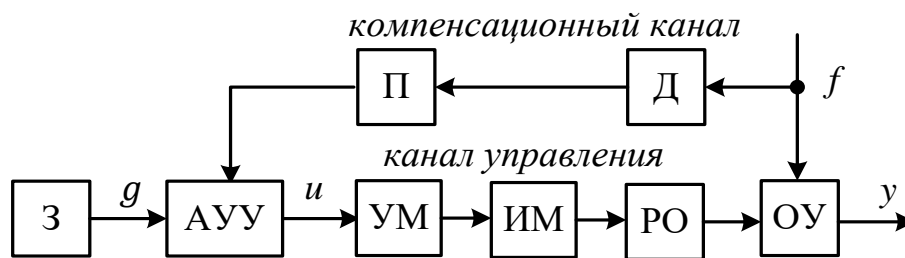 компенсационный канал
П
Д
f
канал управления
З
g
АУУ
u
УМ
ИМ
РО
ОУ
y